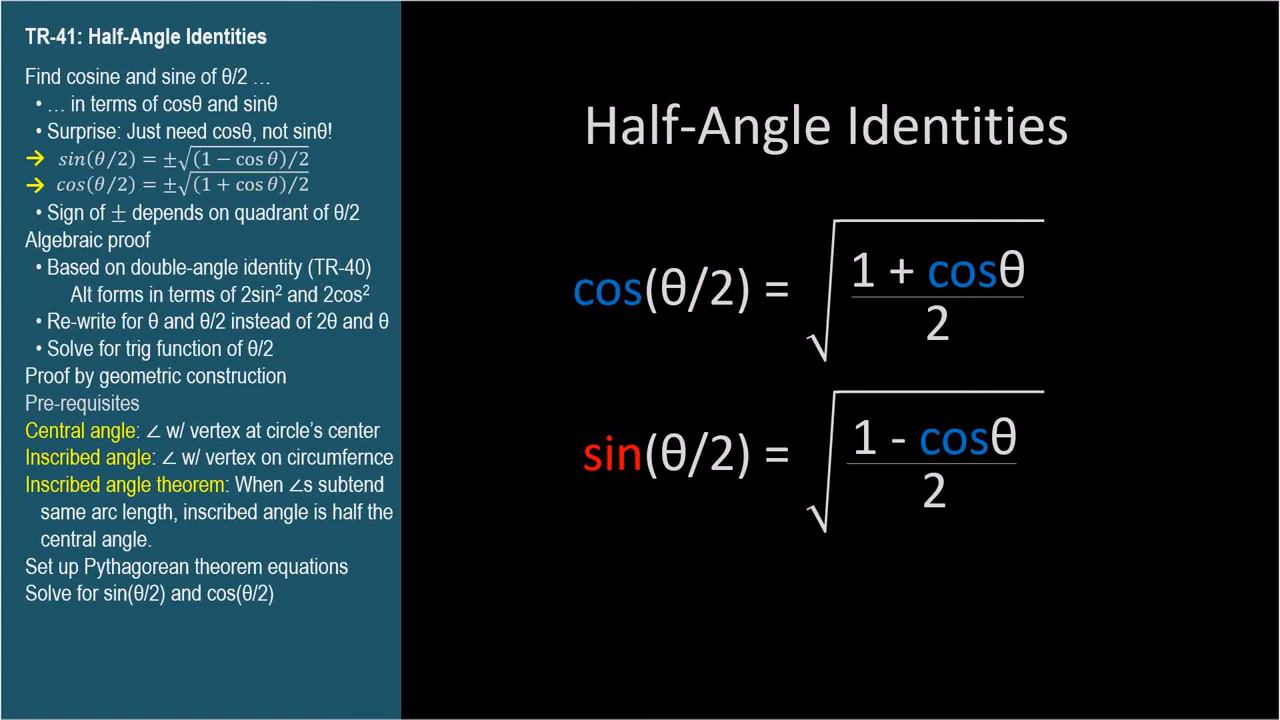 TR-41: Half-Angle Identities
Find cosine and sine of θ/2 …
• … in terms of cosθ and sinθ
• Surprise: Just need cosθ, not sinθ!
→ sin(θ/2) = ±√(1 − cos θ)/2
→ cos(θ/2) = ±√(1 + cos θ)/2
• Sign of ± depends on quadrant of θ/2
Algebraic proof
• Based on double-angle identity (TR-40)
Alt forms in terms of 2sin² and 2cos²
• Re-write for θ and θ/2 instead of 2θ and θ
• Solve for trig function of θ/2
Proof by geometric construction
Pre-requisites
Central angle: ∠ w/ vertex at circle's center
Inscribed angle: ∠ w/ vertex on circumfernce
Inscribed angle theorem: When ∠s subtend
same arc length, inscribed angle is half the
central angle.
Set up Pythagorean theorem equations
Solve for sin(θ/2) and cos(θ/2)
Half-Angle Identities
cos(θ/2) = √ 1 + cosθ
2
sin(θ/2) = √ 1 - cosθ
2